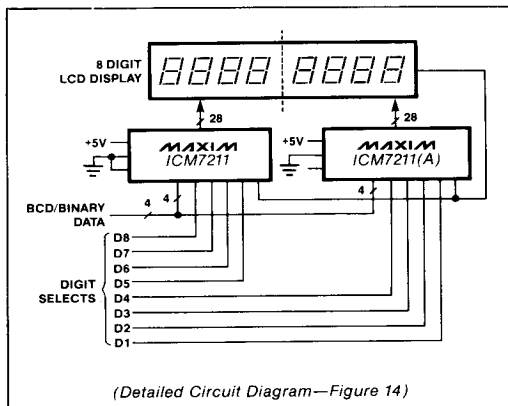 8 DIGIT
LCD DISPLAY
28
28
+5V
MAXIM
ICM7211
+5V
MAXIM
ICM7211(A)
4
4
BCD/BINARY
DATA
4
D8
D7
D6
D5
DIGIT
SELECTS
D4
D3
D2
D1
(Detailed Circuit Diagram—Figure 14)